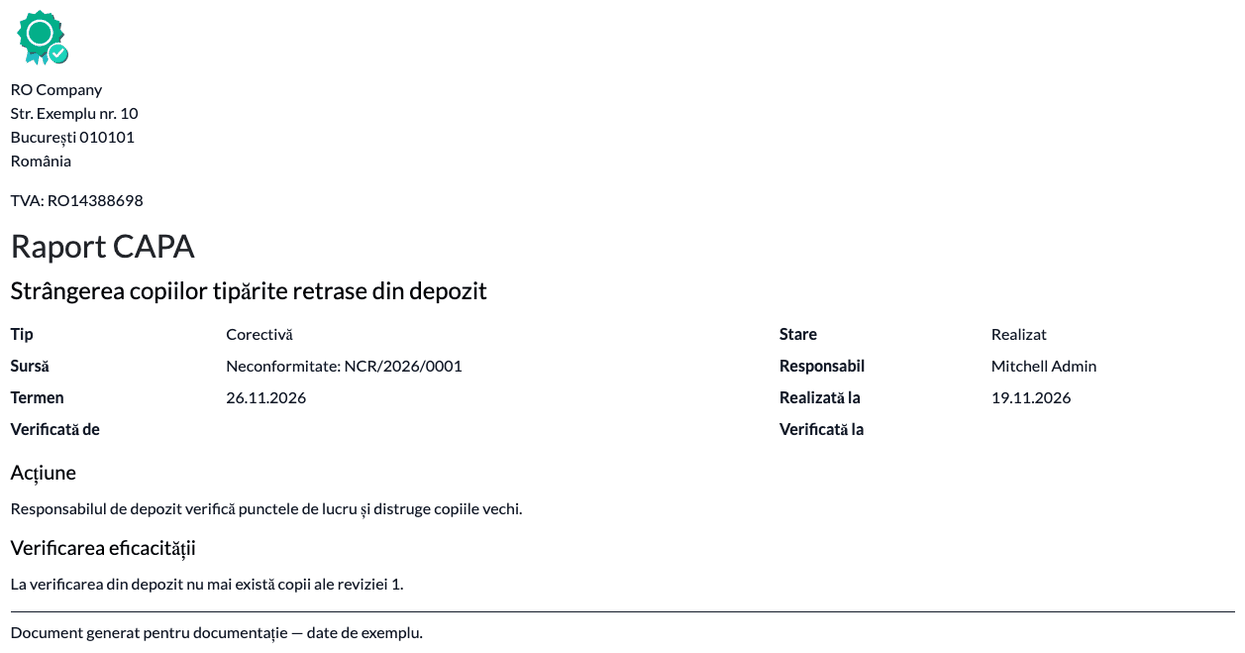 RO Company
Str. Exemplu nr. 10
București 010101
România
TVA: RO14388698
Raport CAPA
Strângerea copiilor tipărite retrase din depozit
Tip Corectivă Stare Realizat
Sursă Neconformitate: NCR/2026/0001 Responsabil Mitchell Admin
Termen 26.11.2026 Realizată la 19.11.2026
Verificată de Verificată la
Acțiune
Responsabilul de depozit verifică punctele de lucru și distruge copiile vechi.
Verificarea eficacității
La verificarea din depozit nu mai există copii ale reviziei 1.
Document generat pentru documentație — date de exemplu.